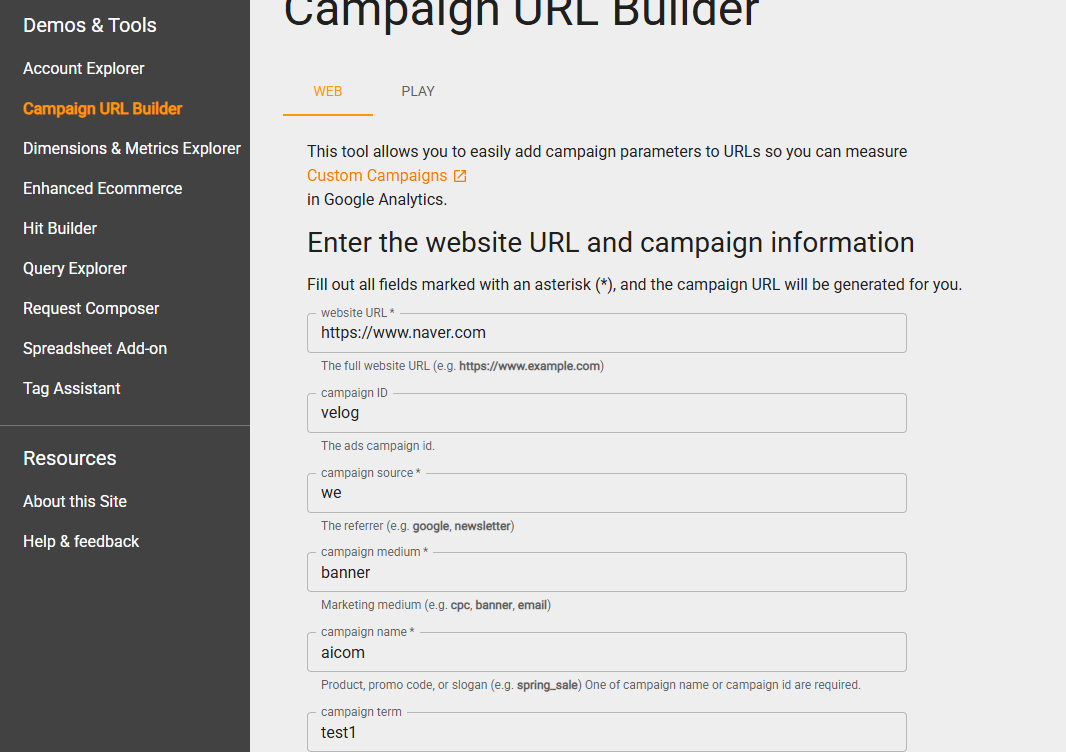 Demos & Tools
Account Explorer
Campaign URL Builder
Dimensions & Metrics Explorer
Enhanced Ecommerce
Hit Builder
Query Explorer
Request Composer
Spreadsheet Add-on
Tag Assistant
Resources
About this Site
Help & feedback
Campaign URL Builder
WEB
PLAY
This tool allows you to easily add campaign parameters to URLs so you can measure
Custom Campaigns
in Google Analytics.
Enter the website URL and campaign information
Fill out all fields marked with an asterisk (*), and the campaign URL will be generated for you.
website URL *
https://www.naver.com
The full website URL (e.g. https://www.example.com)
campaign ID
velog
The ads campaign id.
campaign source *
we
The referrer (e.g. google, newsletter)
campaign medium *
banner
Marketing medium (e.g. cpc, banner, email)
campaign name *
aicom
Product, promo code, or slogan (e.g. spring_sale) One of campaign name or campaign id are required.
campaign term
test1